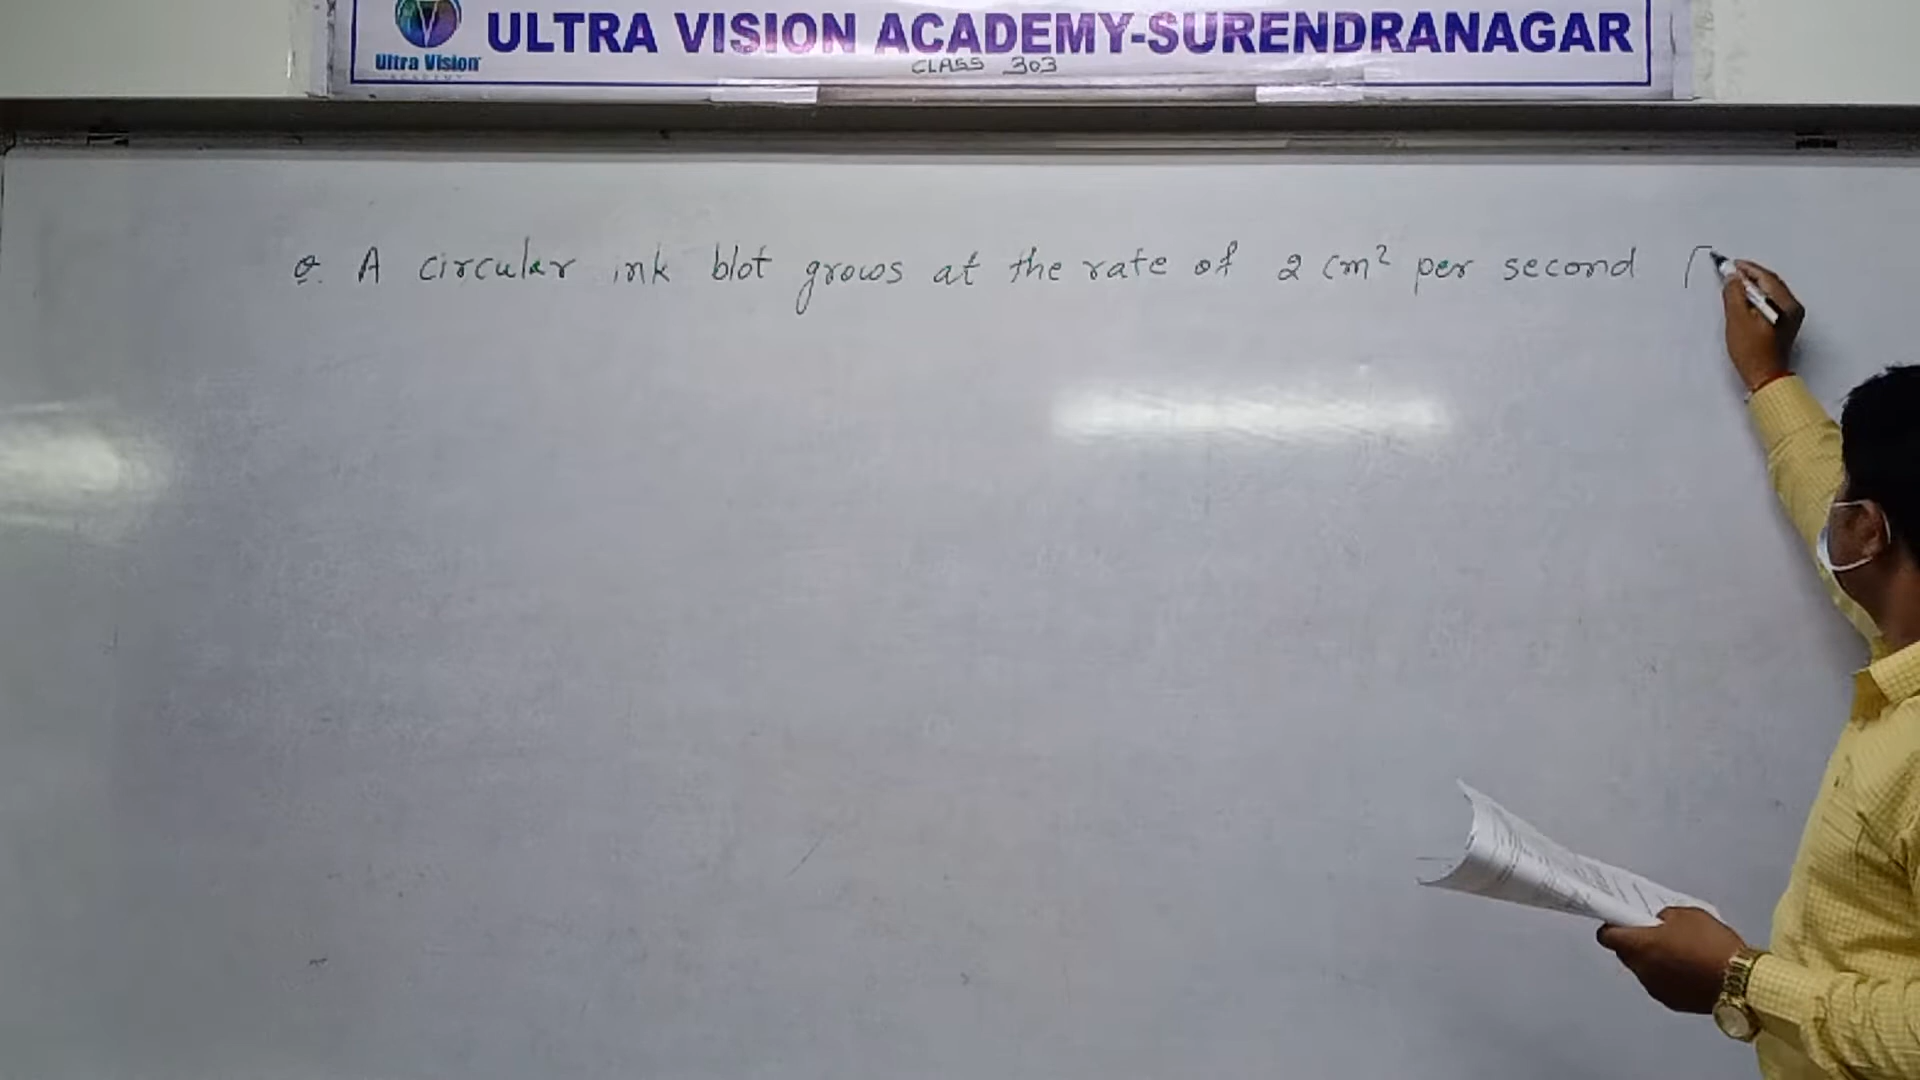 ULTRA VISION ACADEMY-SURENDRANAGAR
Ultra Vision
ACADEMY
CLASS 303
Q. A circular ink blot grows at the rate of 2 cm² per second